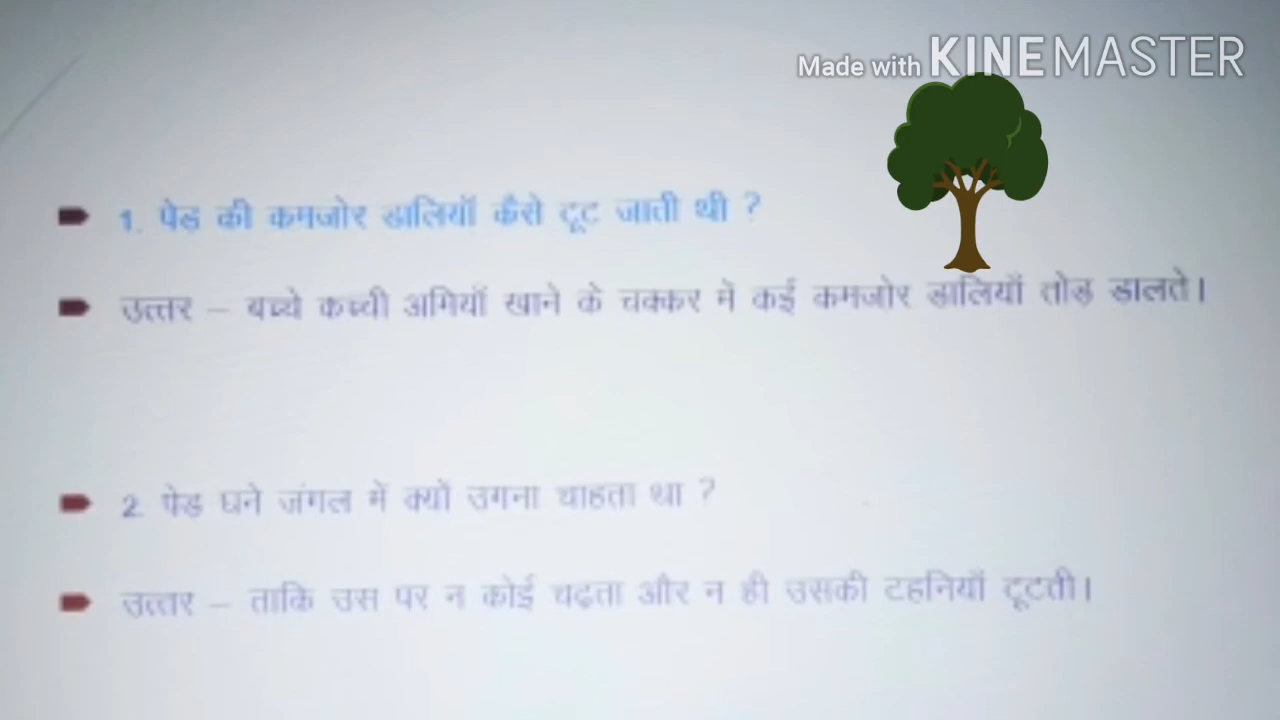 Made with KINEMASTER
1. पेड की कमजोर डालियाँ कैसे टूट जाती थी ?
उत्तर – बच्चे कच्ची अमियाँ खाने के चक्कर में कई कमजोर डालियाँ तोड डालते।
2. पेड घने जंगल में क्यों उगना चाहता था ?
उत्तर – ताकि उस पर न कोई चढ़ता और न ही उसकी टहनियाँ टूटती।